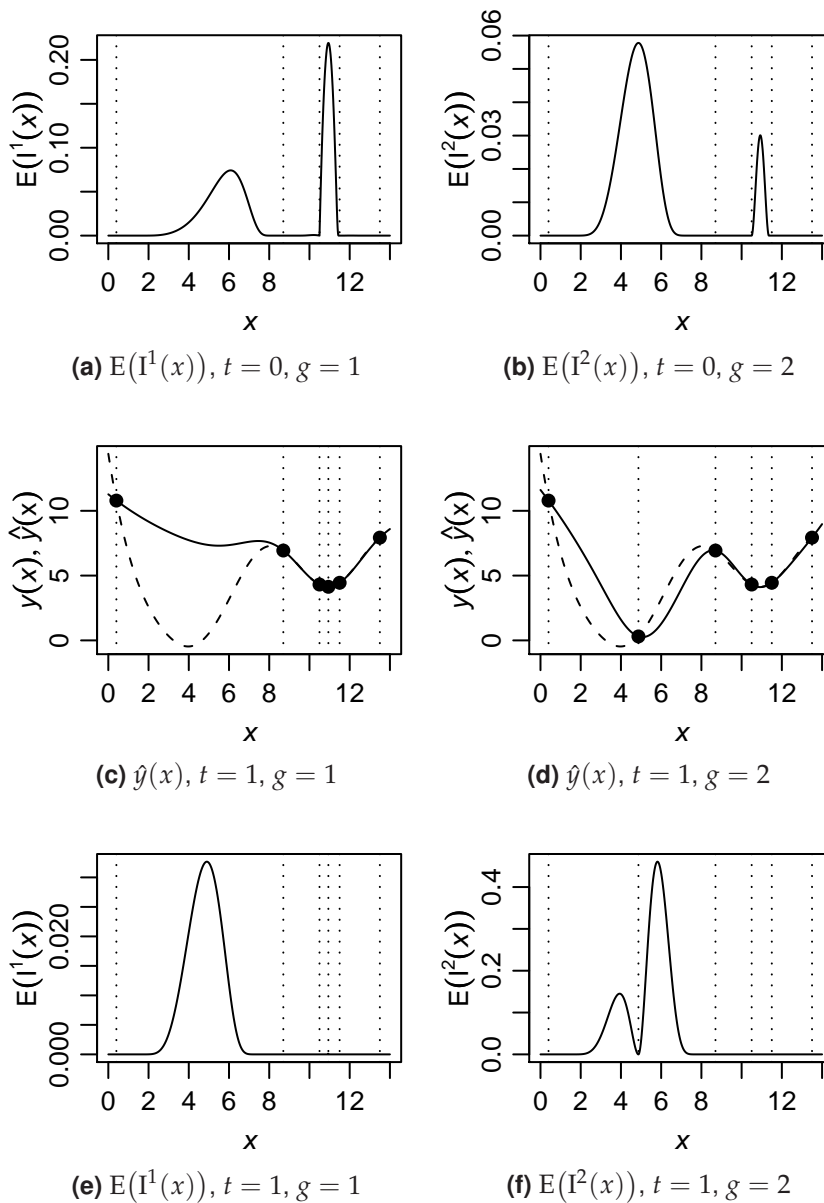 E(I¹(x))
0.00 0.10 0.20
0 2 4 6 8 12
x
(a) E(I¹(x)), t = 0, g = 1
E(I²(x))
0.00 0.03 0.06
0 2 4 6 8 12
x
(b) E(I²(x)), t = 0, g = 2
y(x), ŷ(x)
0 5 10
0 2 4 6 8 12
x
(c) ŷ(x), t = 1, g = 1
y(x), ŷ(x)
0 5 10
0 2 4 6 8 12
x
(d) ŷ(x), t = 1, g = 2
E(I¹(x))
0.000 0.020
0 2 4 6 8 12
x
(e) E(I¹(x)), t = 1, g = 1
E(I²(x))
0.0 0.2 0.4
0 2 4 6 8 12
x
(f) E(I²(x)), t = 1, g = 2